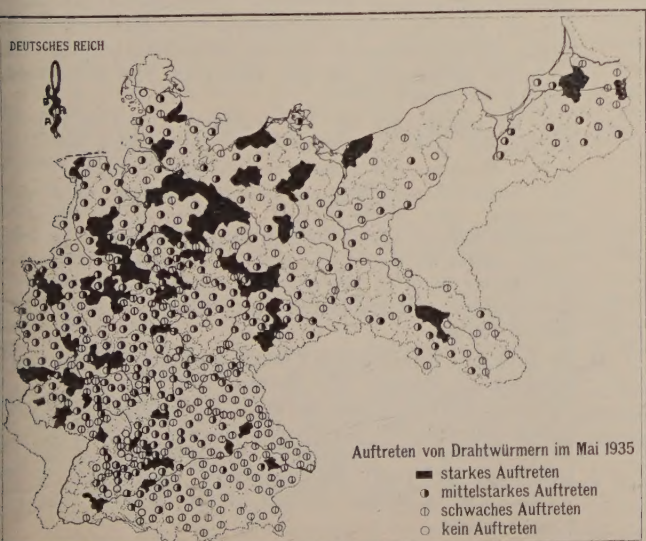 DEUTSCHES REICH
Auftreten von Drahtwürmern im Mai 1935
starkes Auftreten
mittelstarkes Auftreten
schwaches Auftreten
kein Auftreten